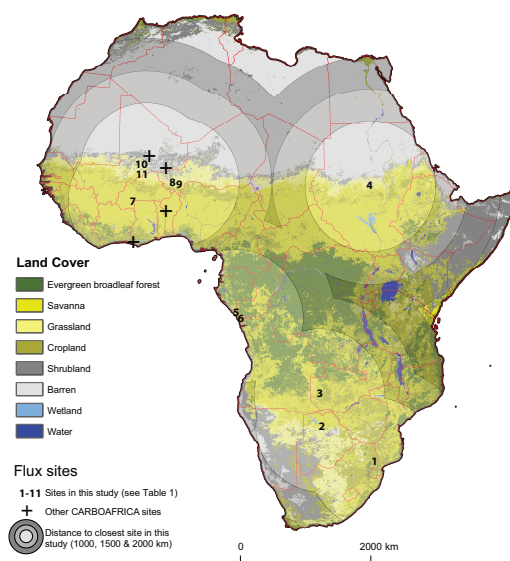 10
11
8 9
4
7
5
6
3
2
1
Land Cover
Evergreen broadleaf forest
Savanna
Grassland
Cropland
Shrubland
Barren
Wetland
Water
Flux sites
1-11 Sites in this study (see Table 1)
Other CARBOAFRICA sites
Distance to closest site in this
study (1000, 1500 & 2000 km)
0 2000 km